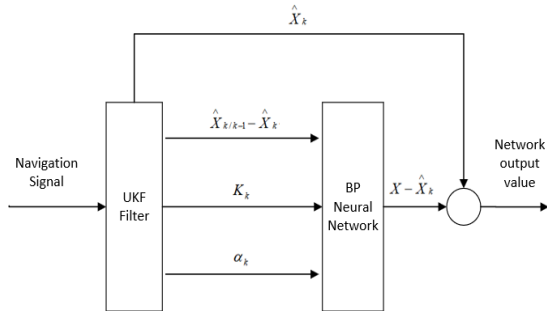 X̂ₖ
X̂ₖ/ₖ₋₁ − X̂ₖ
Navigation
Signal
UKF
Filter
Kₖ
αₖ
BP
Neural
Network
X − X̂ₖ
Network
output
value